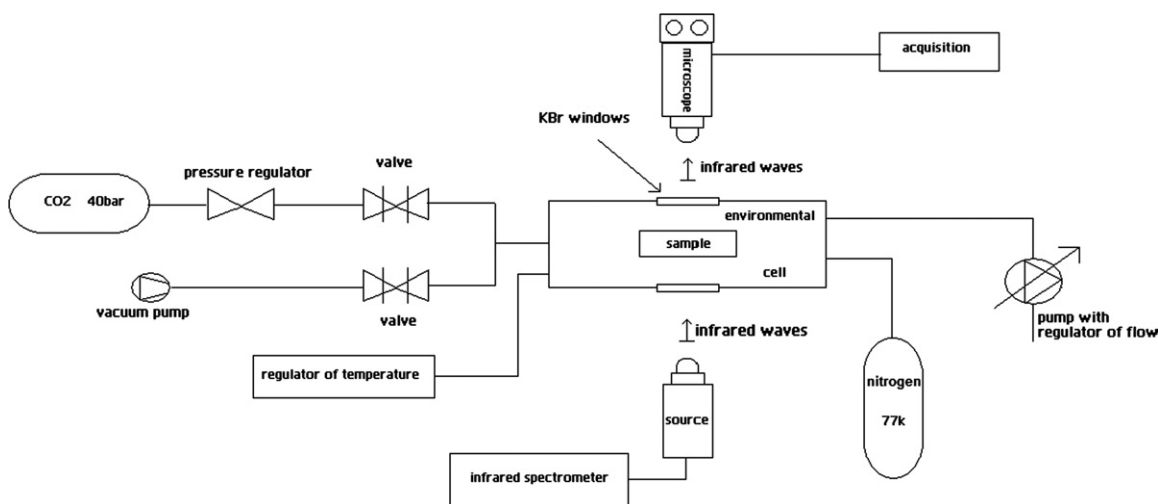 microscope
acquisition
KBr windows
infrared waves
valve
pressure regulator
CO2 40bar
environmental
sample
cell
vacuum pump
valve
infrared waves
pump with
regulator of flow
regulator of temperature
nitrogen
77k
source
infrared spectrometer